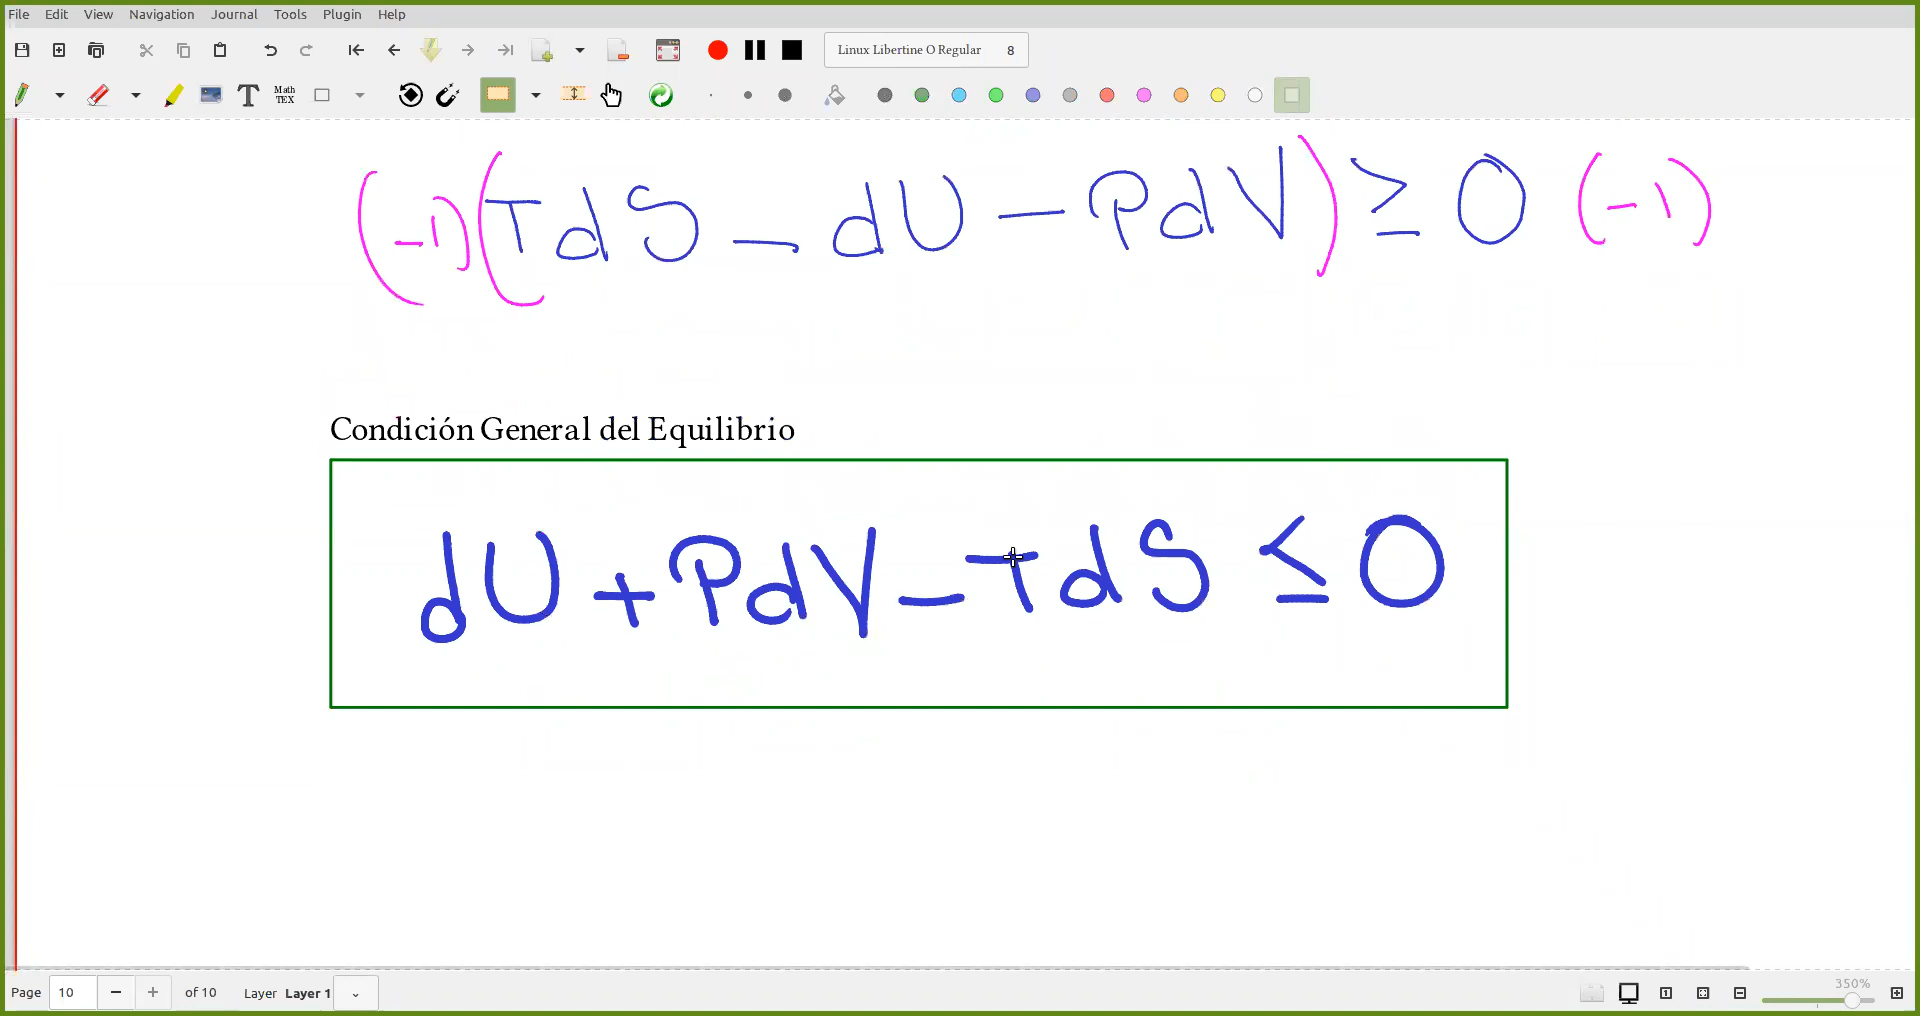 File Edit View Navigation Journal Tools Plugin Help
Linux Libertine O Regular 8
T Math TEX
(-1)(TdS - dU - PdV) ≥ 0 (-1)
Condición General del Equilibrio
dU + PdV - TdS ≤ 0
350%
Page 10 of 10 Layer Layer 1